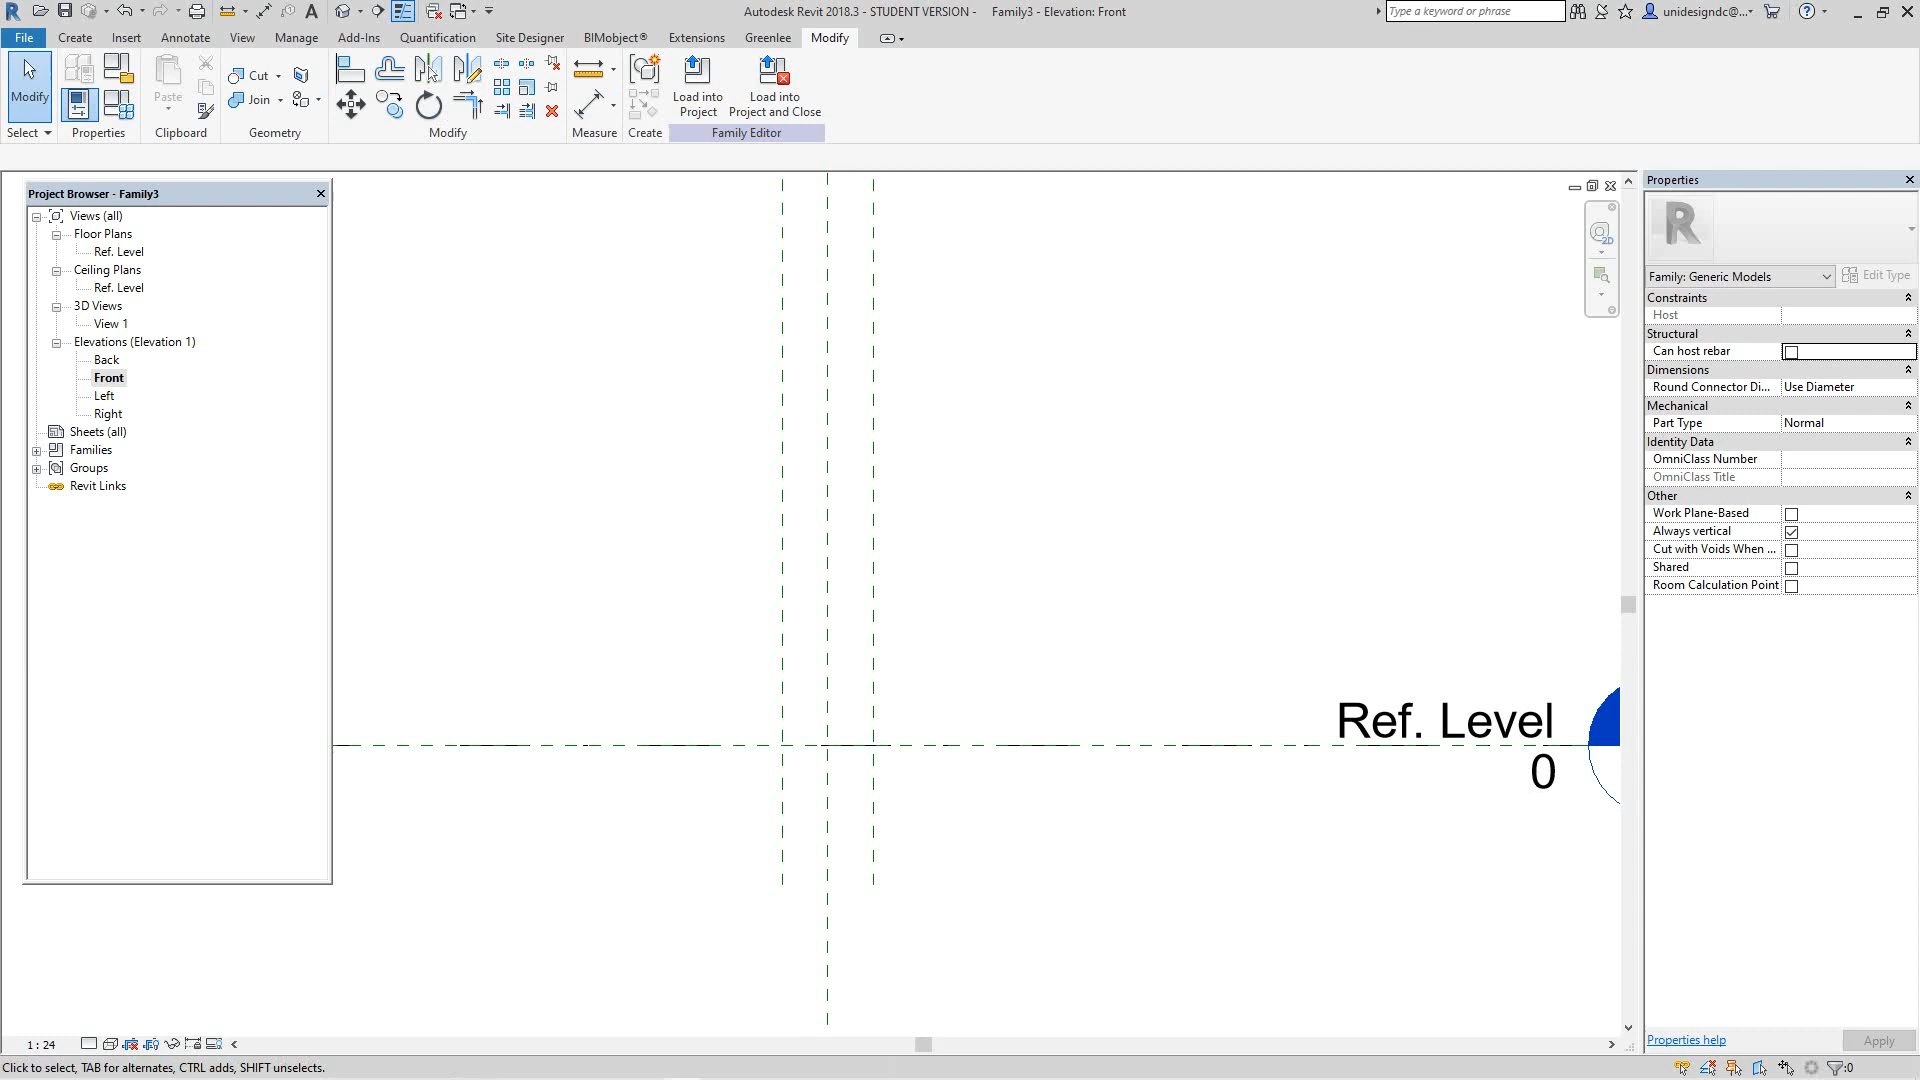 Autodesk Revit 2018.3 - STUDENT VERSION -     Family3 - Elevation: Front
Type a keyword or phrase
unidesigndc@...
File Create Insert Annotate View Manage Add-Ins Quantification Site Designer BIMobject® Extensions Greenlee Modify
Modify
Paste
Cut
Join
Load into Project
Load into Project and Close
Select
Properties
Clipboard
Geometry
Modify
Measure
Create
Family Editor
Project Browser - Family3
Views (all)
Floor Plans
Ref. Level
Ceiling Plans
Ref. Level
3D Views
View 1
Elevations (Elevation 1)
Back
Front
Left
Right
Sheets (all)
Families
Groups
Revit Links
2D
Ref. Level
0
Properties
R
Family: Generic Models
Edit Type
Constraints
Host
Structural
Can host rebar
Dimensions
Round Connector Di... Use Diameter
Mechanical
Part Type Normal
Identity Data
OmniClass Number
OmniClass Title
Other
Work Plane-Based
Always vertical
Cut with Voids When ...
Shared
Room Calculation Point
Properties help
Apply
1 : 24
Click to select, TAB for alternates, CTRL adds, SHIFT unselects.
:0